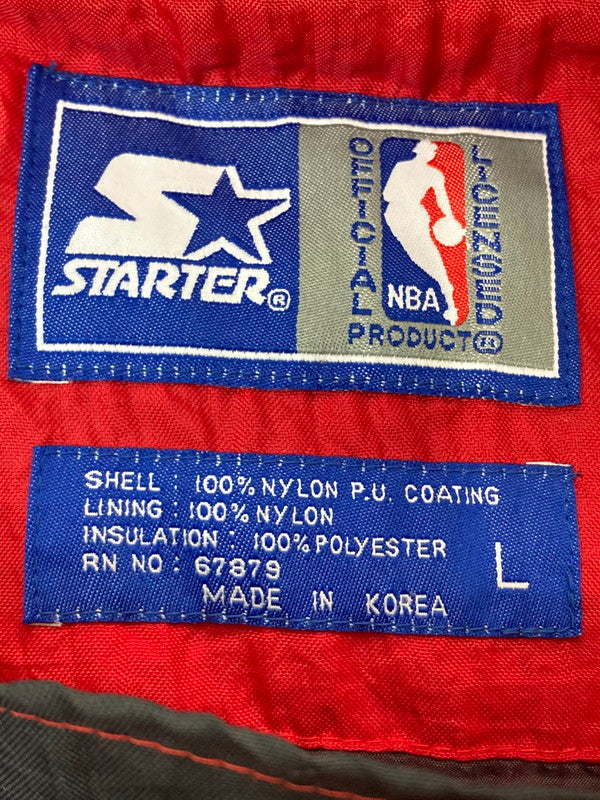 STARTER®
OFFICIAL
LICENSED
NBA
PRODUCT®
SHELL : 100% NYLON P.U. COATING
LINING : 100% NYLON
INSULATION : 100% POLYESTER
RN NO : 67879
MADE IN KOREA
L